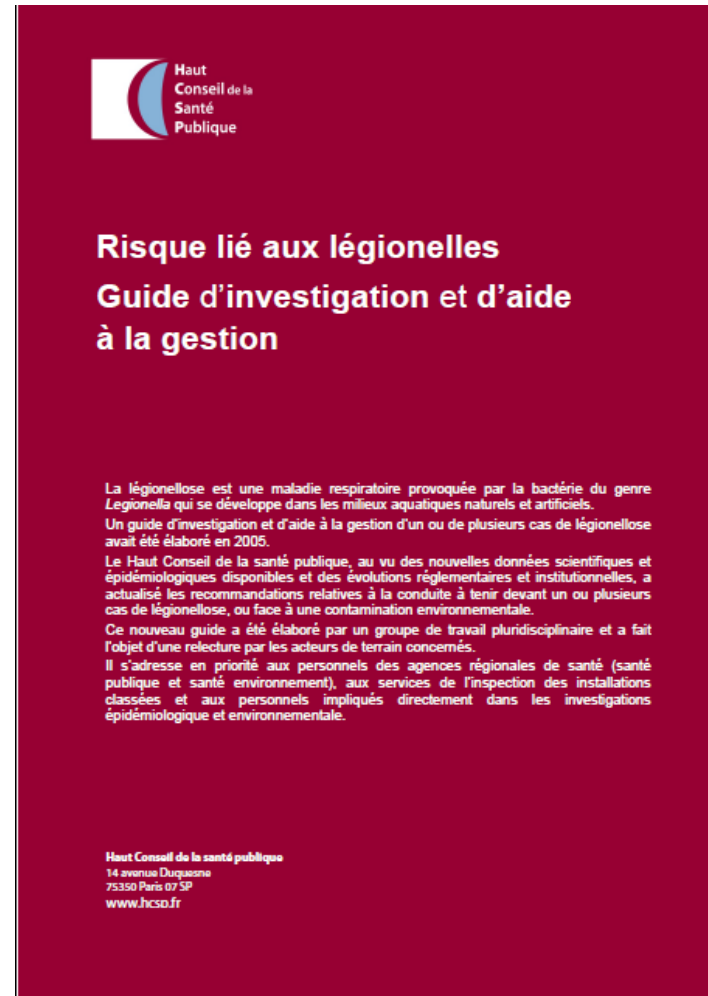 Haut
Conseil de la
Santé
Publique
Risque lié aux légionelles
Guide d'investigation et d'aide
à la gestion
La légionellose est une maladie respiratoire provoquée par la bactérie du genre
Legionella qui se développe dans les milieux aquatiques naturels et artificiels.
Un guide d'investigation et d'aide à la gestion d'un ou de plusieurs cas de légionellose
avait été élaboré en 2005.
Le Haut Conseil de la santé publique, au vu des nouvelles données scientifiques et
épidémiologiques disponibles et des évolutions réglementaires et institutionnelles, a
actualisé les recommandations relatives à la conduite à tenir devant un ou plusieurs
cas de légionellose, ou face à une contamination environnementale.
Ce nouveau guide a été élaboré par un groupe de travail pluridisciplinaire et a fait
l'objet d'une relecture par les acteurs de terrain concernés.
Il s'adresse en priorité aux personnels des agences régionales de santé (santé
publique et santé environnement), aux services de l'inspection des installations
classées et aux personnels impliqués directement dans les investigations
épidémiologique et environnementale.
Haut Conseil de la santé publique
14 avenue Duquesne
75350 Paris 07 SP
www.hcsp.fr